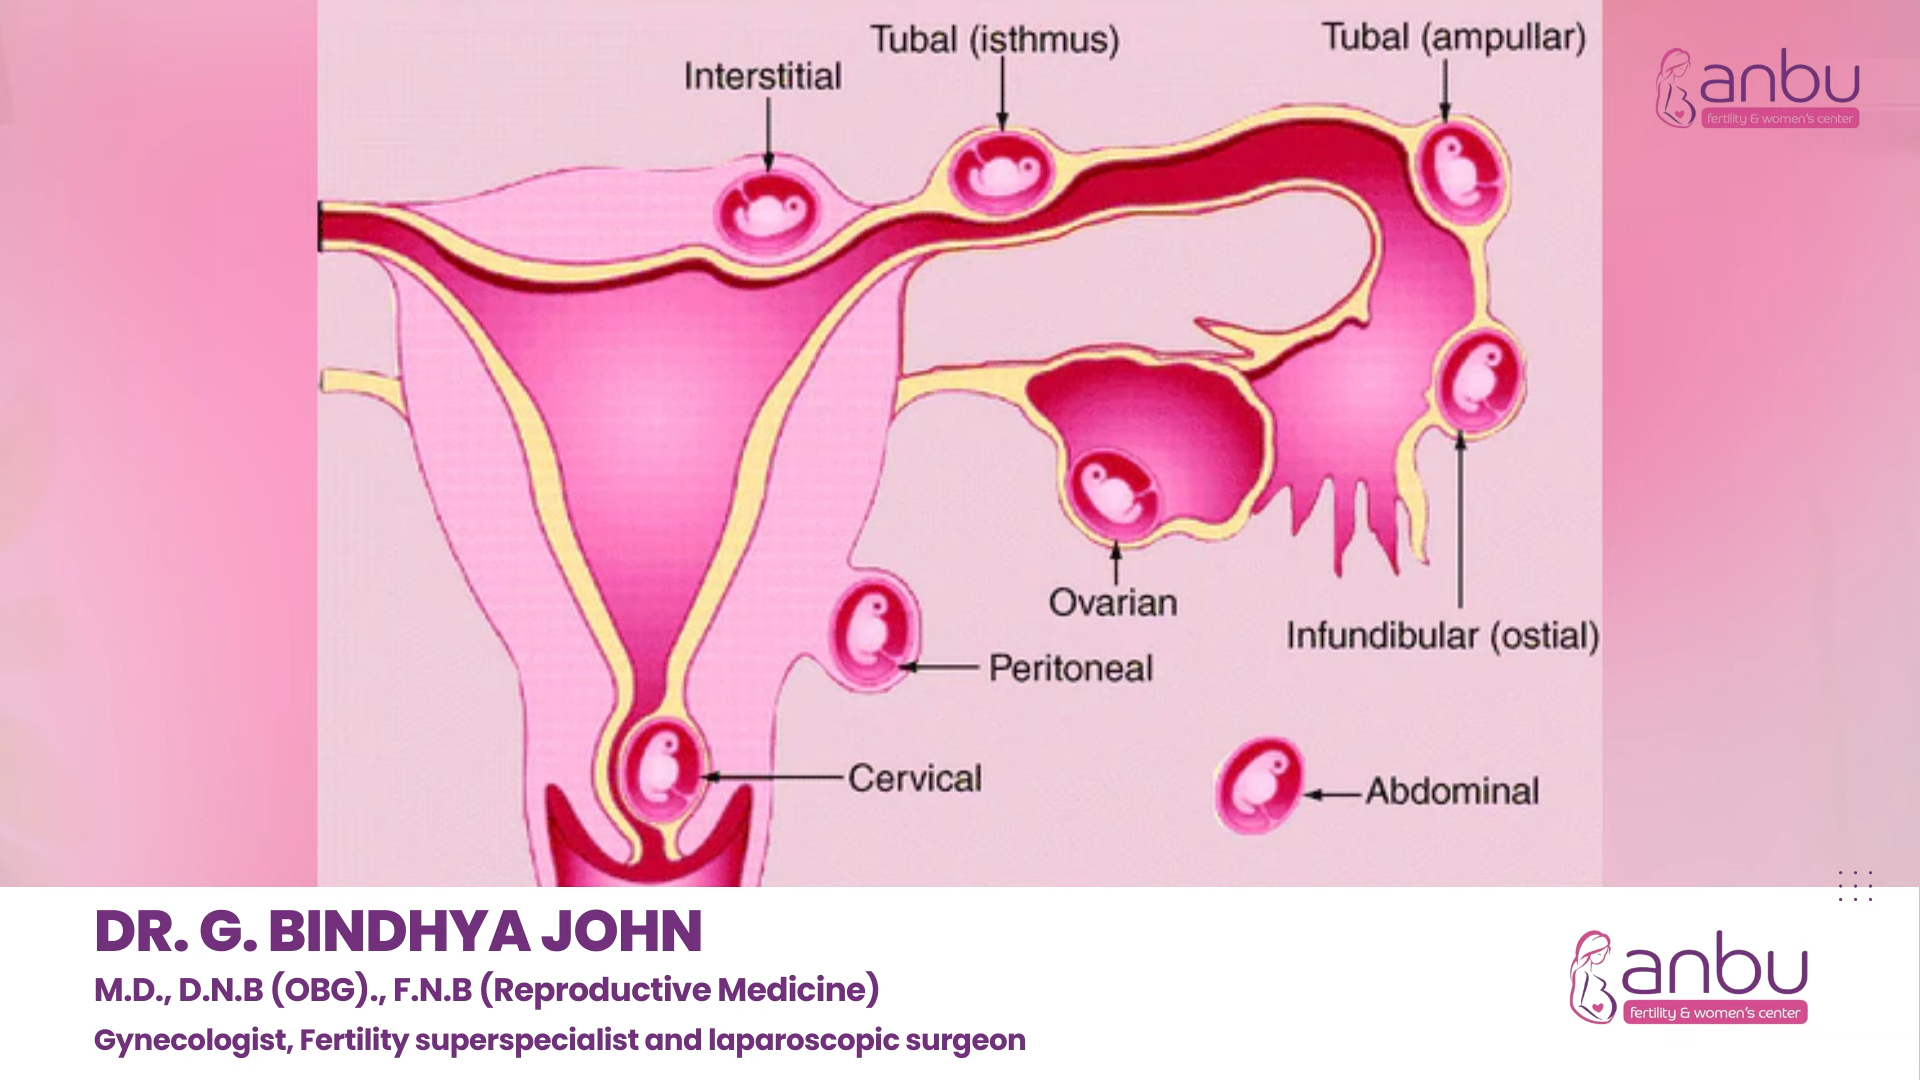 Tubal (isthmus)
Tubal (ampullar)
Interstitial
anbu
fertility & women's center
Ovarian
Infundibular (ostial)
Peritoneal
Cervical
Abdominal
DR. G. BINDHYA JOHN
M.D., D.N.B (OBG)., F.N.B (Reproductive Medicine)
Gynecologist, Fertility superspecialist and laparoscopic surgeon
anbu
fertility & women's center